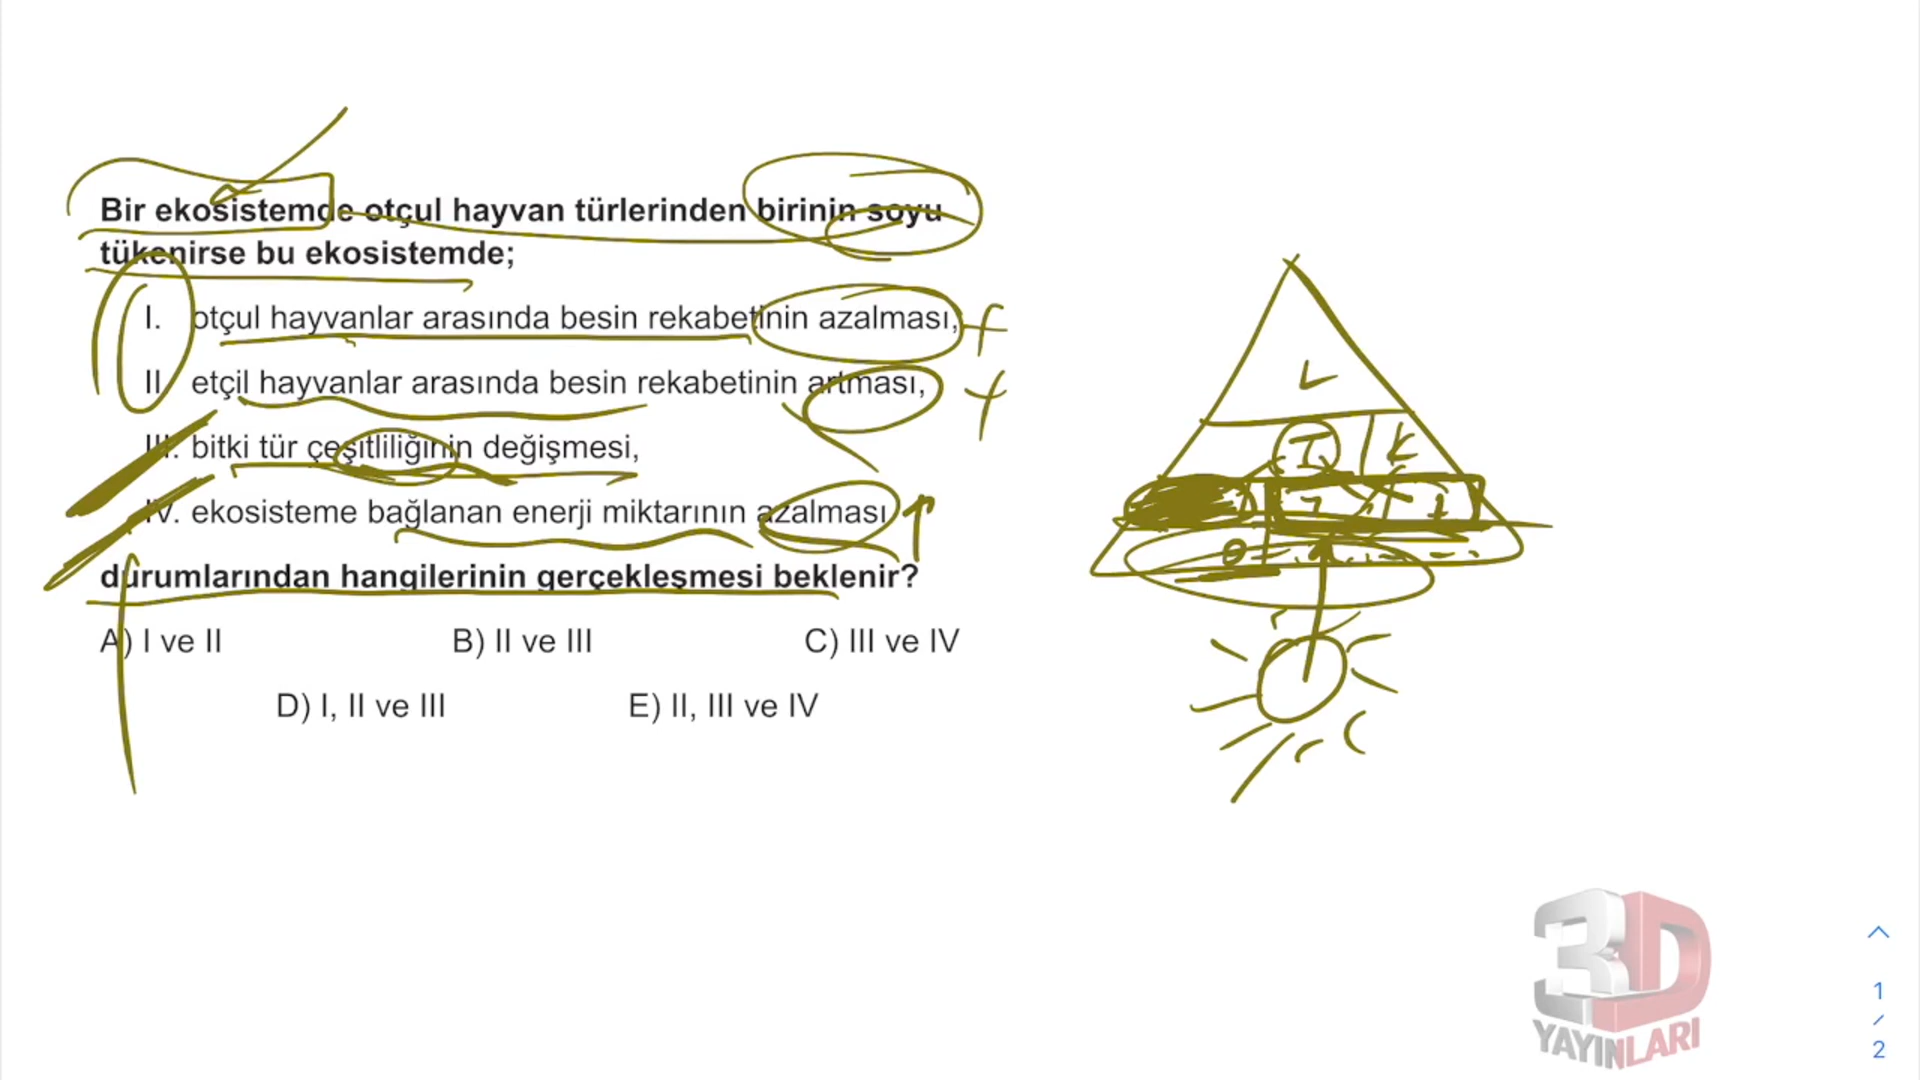 Bir ekosistemde otçul hayvan türlerinden birinin soyu
tükenirse bu ekosistemde;
I. otçul hayvanlar arasında besin rekabetinin azalması, +
II. etçil hayvanlar arasında besin rekabetinin artması, +
III. bitki tür çeşitliliğinin değişmesi,
IV. ekosisteme bağlanan enerji miktarının azalması ↑
durumlarından hangilerinin gerçekleşmesi beklenir?
A) I ve II B) II ve III C) III ve IV
D) I, II ve III E) II, III ve IV
L
I K
3D
YAYINLARI
1
/
2